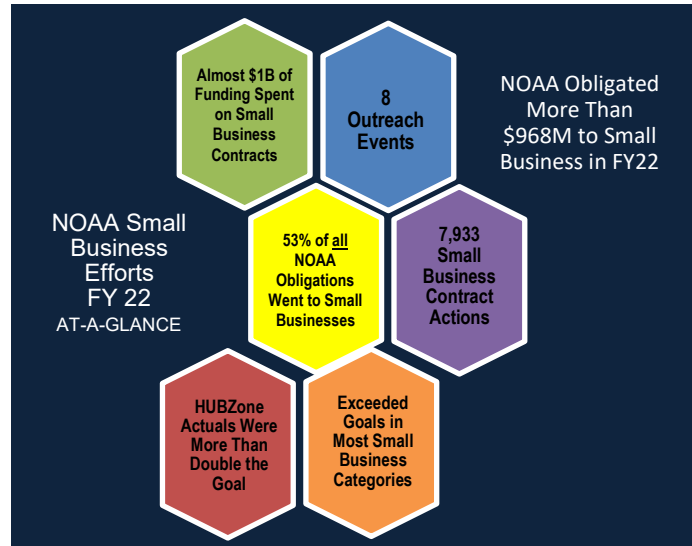 Almost $1B of
Funding Spent
on Small
Business
Contracts
8
Outreach
Events
NOAA Obligated
More Than
$968M to Small
Business in FY22
NOAA Small
Business
Efforts
FY 22
AT-A-GLANCE
53% of all
NOAA
Obligations
Went to Small
Businesses
7,933
Small
Business
Contract
Actions
HUBZone
Actuals Were
More Than
Double the
Goal
Exceeded
Goals in
Most Small
Business
Categories